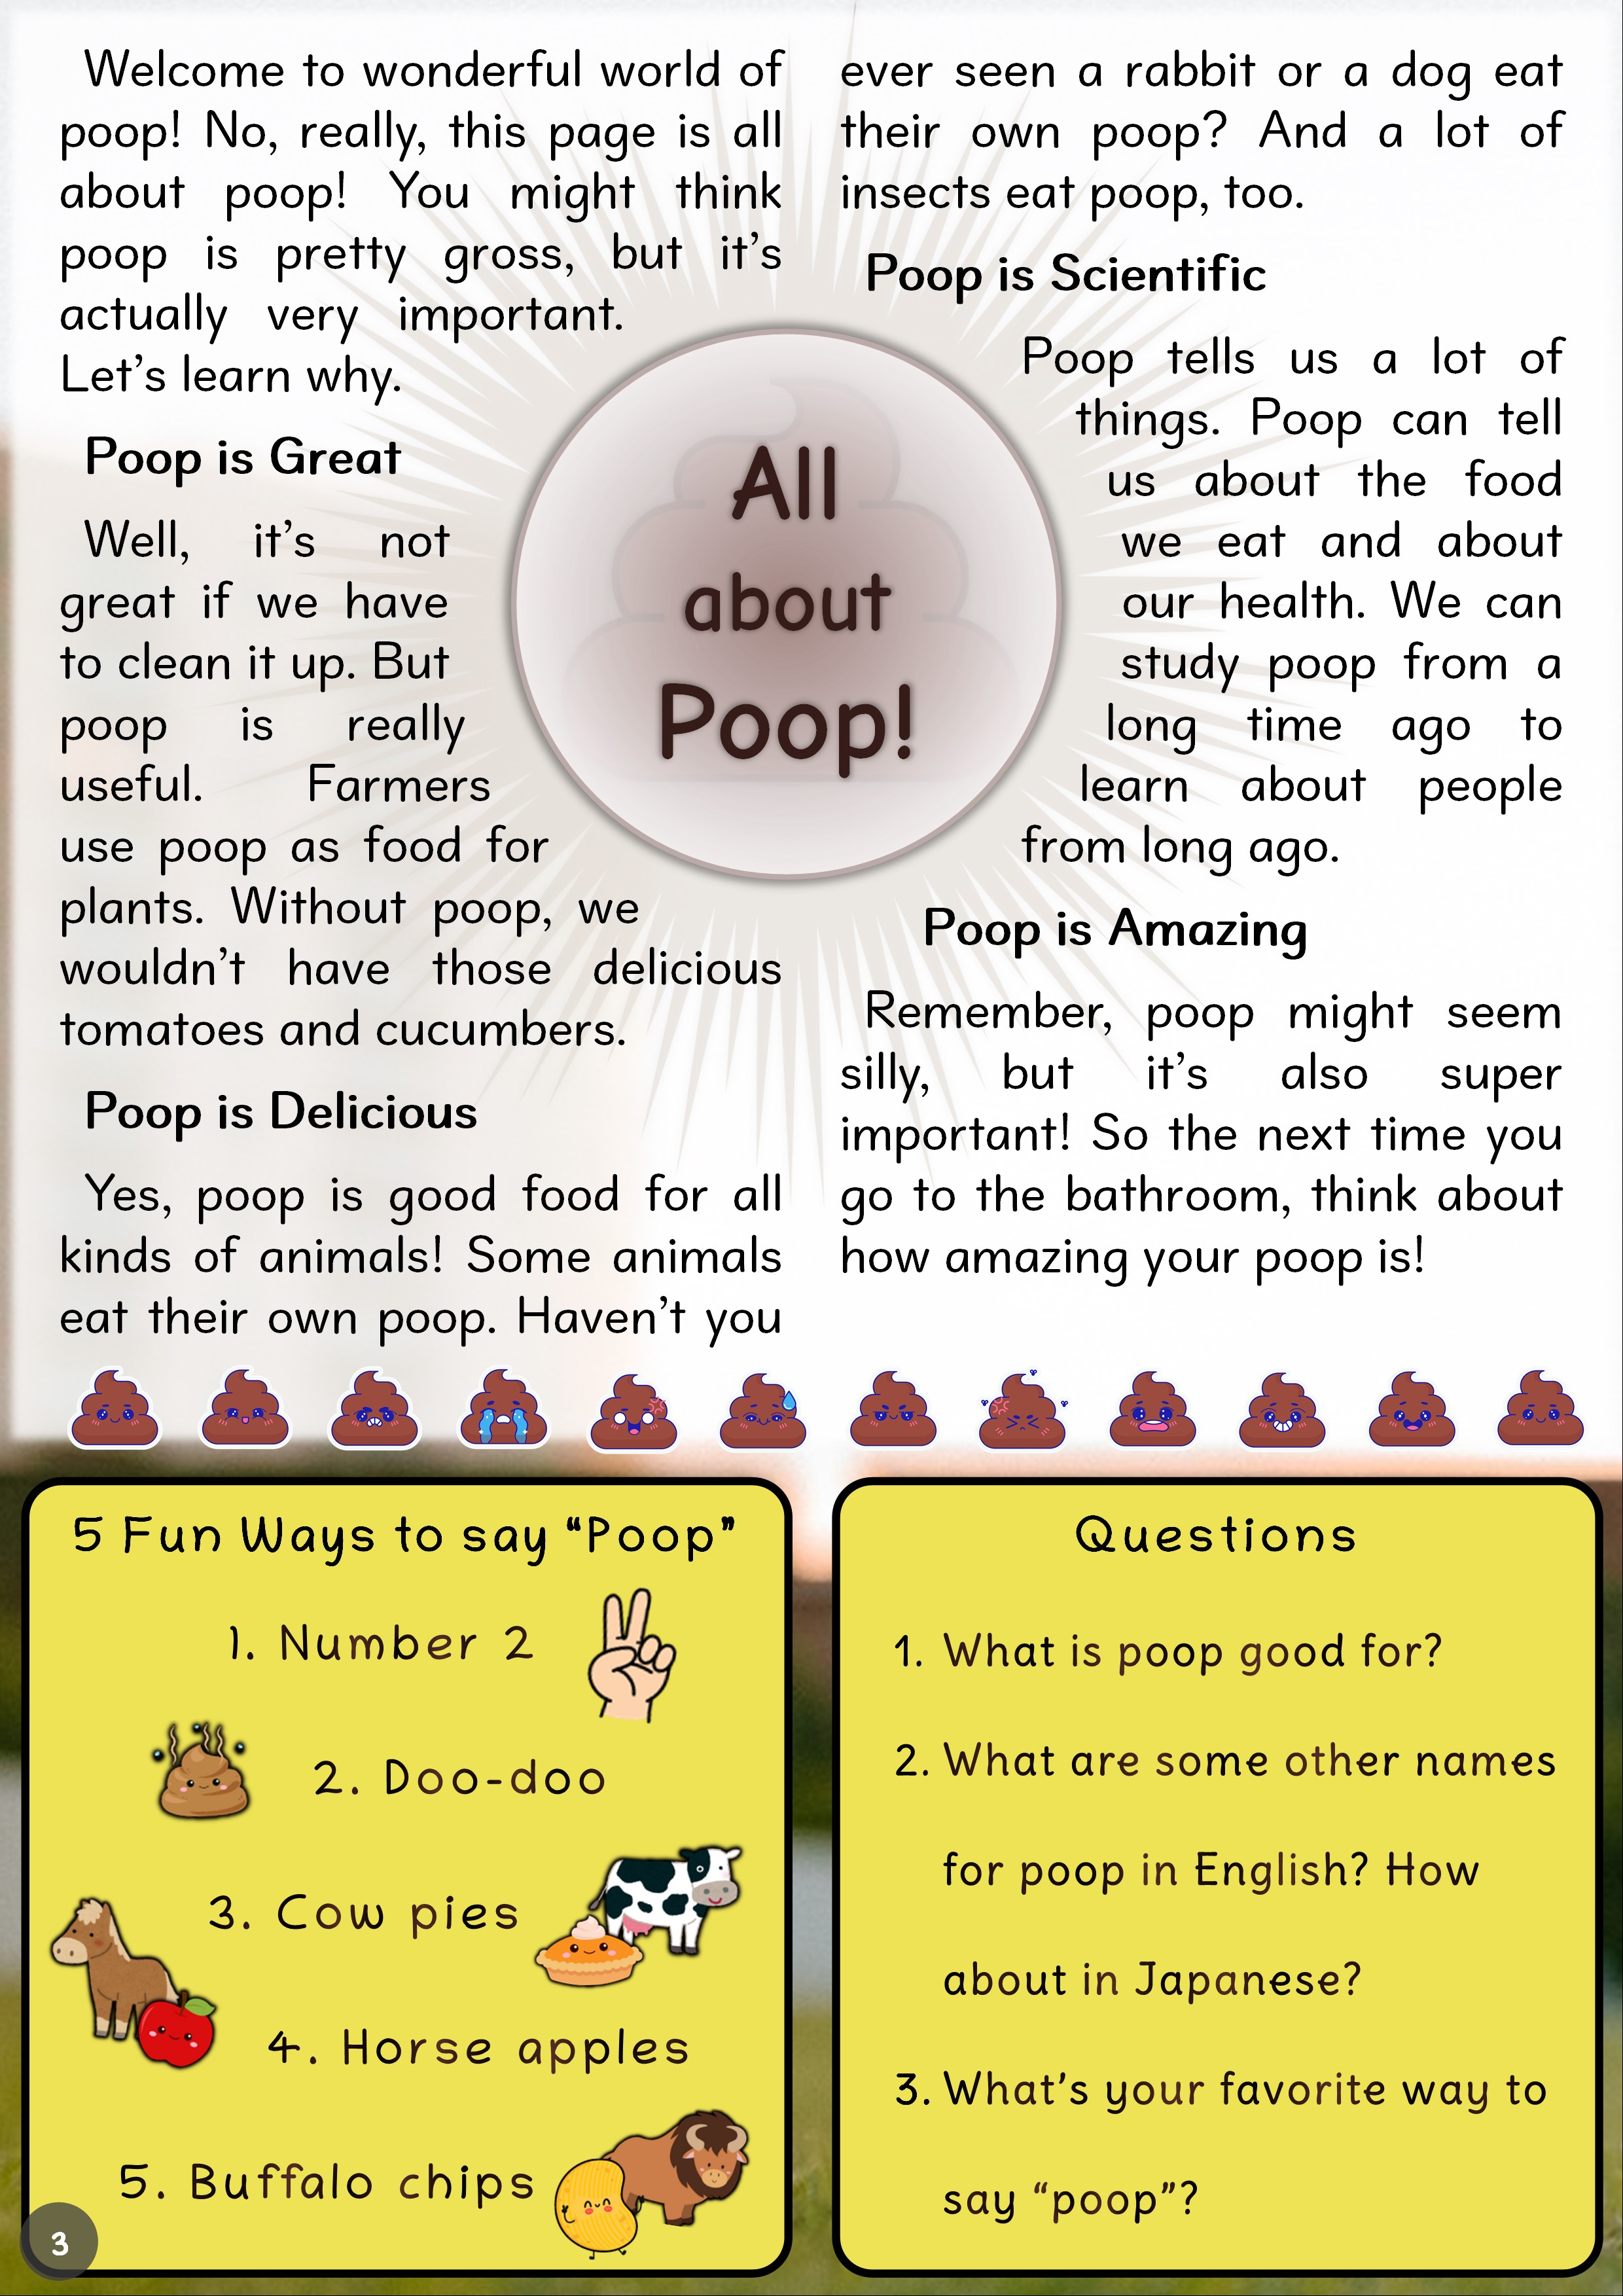 Welcome to wonderful world of
poop! No, really, this page is all
about poop! You might think
poop is pretty gross, but it's
actually very important.
Let's learn why.
Poop is Great
Well, it's not
great if we have
to clean it up. But
poop is really
useful. Farmers
use poop as food for
plants. Without poop, we
wouldn't have those delicious
tomatoes and cucumbers.
Poop is Delicious
Yes, poop is good food for all
kinds of animals! Some animals
eat their own poop. Haven't you
ever seen a rabbit or a dog eat
their own poop? And a lot of
insects eat poop, too.
Poop is Scientific
Poop tells us a lot of
things. Poop can tell
us about the food
we eat and about
our health. We can
study poop from a
long time ago to
learn about people
from long ago.
Poop is Amazing
Remember, poop might seem
silly, but it's also super
important! So the next time you
go to the bathroom, think about
how amazing your poop is!
All
about
Poop!
5 Fun Ways to say “Poop”
1. Number 2
2. Doo-doo
3. Cow pies
4. Horse apples
5. Buffalo chips
Questions
1. What is poop good for?
2. What are some other names
for poop in English? How
about in Japanese?
3. What's your favorite way to
say “poop”?
3